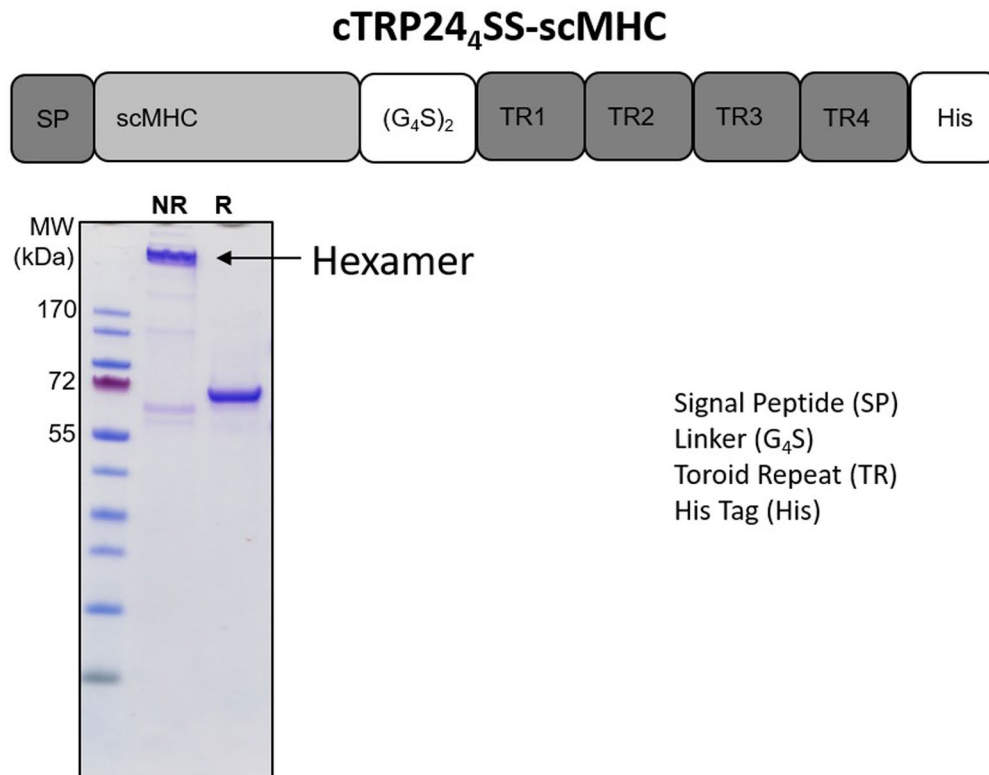 cTRP24₄SS-scMHC
SP scMHC (G₄S)₂ TR1 TR2 TR3 TR4 His
NR R
MW
(kDa)
Hexamer
170
72
55
Signal Peptide (SP)
Linker (G₄S)
Toroid Repeat (TR)
His Tag (His)